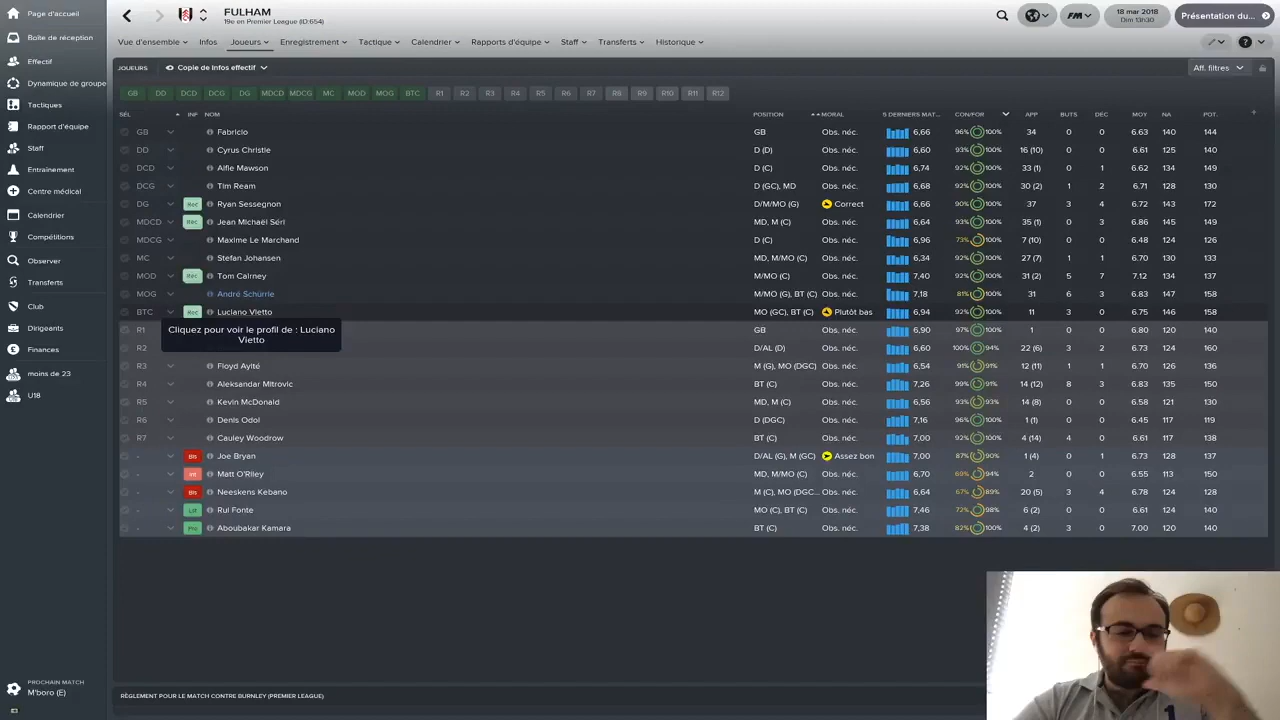 Page d'accueil
Boîte de réception
Effectif
Dynamique de groupe
Tactiques
Rapport d'équipe
Staff
Entraînement
Centre médical
Calendrier
Compétitions
Observer
Transferts
Club
Dirigeants
Finances
moins de 23
U18
PROCHAIN MATCH
M'boro (E)
FULHAM
19e en Premier League (ID:654)
FM
18 mar 2018
Dim 13h30
Présentation du...
Vue d'ensemble Infos Joueurs Enregistrement Tactique Calendrier Rapports d'équipe Staff Transferts Historique
JOUEURS Copie de Infos effectif Aff. filtres
GB DD DCD DCG DG MDCD MDCG MC MOD MOG BTC R1 R2 R3 R4 R5 R6 R7 R8 R9 R10 R11 R12
SÉL INF NOM POSITION MORAL 5 DERNIERS MAT... CON/FOR APP BUTS DÉC MOY NA POT.
GB Fabricio GB Obs. néc. 6,66 96% 100% 34 0 0 6.63 140 144
DD Cyrus Christie D (D) Obs. néc. 6,60 93% 100% 16 (10) 0 0 6.61 125 140
DCD Alfie Mawson D (C) Obs. néc. 6,74 92% 100% 33 (1) 0 1 6.62 134 149
DCG Tim Ream D (GC), MD Obs. néc. 6,68 92% 100% 30 (2) 1 2 6.71 128 130
DG Rec Ryan Sessegnon D/M/MO (G) Correct 6,66 90% 100% 37 3 4 6.72 143 172
MDCD Rec Jean Michaël Séri MD, M (C) Obs. néc. 6,64 93% 100% 35 (1) 0 3 6.86 145 149
MDCG Maxime Le Marchand D (C) Obs. néc. 6,96 73% 100% 7 (10) 0 0 6.48 124 126
MC Stefan Johansen MD, M/MO (C) Obs. néc. 6,34 92% 100% 27 (7) 1 1 6.70 130 133
MOD Rec Tom Cairney M/MO (C) Obs. néc. 7,40 92% 100% 31 (2) 5 7 7.12 134 137
MOG André Schürrle M/MO (G), BT (C) Obs. néc. 7,18 81% 100% 31 6 3 6.83 147 158
BTC Rec Luciano Vietto MO (GC), BT (C) Plutôt bas 6,94 92% 100% 11 3 0 6.75 146 158
Cliquez pour voir le profil de : Luciano
Vietto
R1 GB Obs. néc. 6,90 97% 100% 1 0 0 6.80 120 140
R2 D/AL (D) Obs. néc. 6,60 100% 94% 22 (6) 3 2 6.73 124 160
R3 Floyd Ayité M (G), MO (DGC) Obs. néc. 6,54 91% 91% 12 (11) 1 1 6.70 126 136
R4 Aleksandar Mitrovic BT (C) Obs. néc. 7,26 99% 91% 14 (12) 8 3 6.83 135 150
R5 Kevin McDonald MD, M (C) Obs. néc. 6,56 93% 93% 14 (8) 0 0 6.58 121 130
R6 Denis Odoi D (DGC) Obs. néc. 7,16 96% 100% 1 (1) 0 0 6.45 117 119
R7 Cauley Woodrow BT (C) Obs. néc. 7,00 92% 100% 4 (14) 4 0 6.61 117 138
- Bls Joe Bryan D/AL (G), M (GC) Assez bon 7,00 87% 90% 1 (4) 0 1 6.73 128 137
- Int Matt O'Riley MD, M/MO (C) Obs. néc. 6,70 69% 94% 2 0 0 6.55 113 150
- Bls Neeskens Kebano M (C), MO (DGC... Obs. néc. 6,64 67% 89% 20 (5) 3 4 6.78 124 128
- Rui Fonte MO (C), BT (C) Obs. néc. 7,46 72% 98% 6 (2) 0 0 6.61 124 140
- Aboubakar Kamara BT (C) Obs. néc. 7,38 82% 100% 4 (2) 3 0 7.00 120 140
RÈGLEMENT POUR LE MATCH CONTRE BURNLEY (PREMIER LEAGUE)